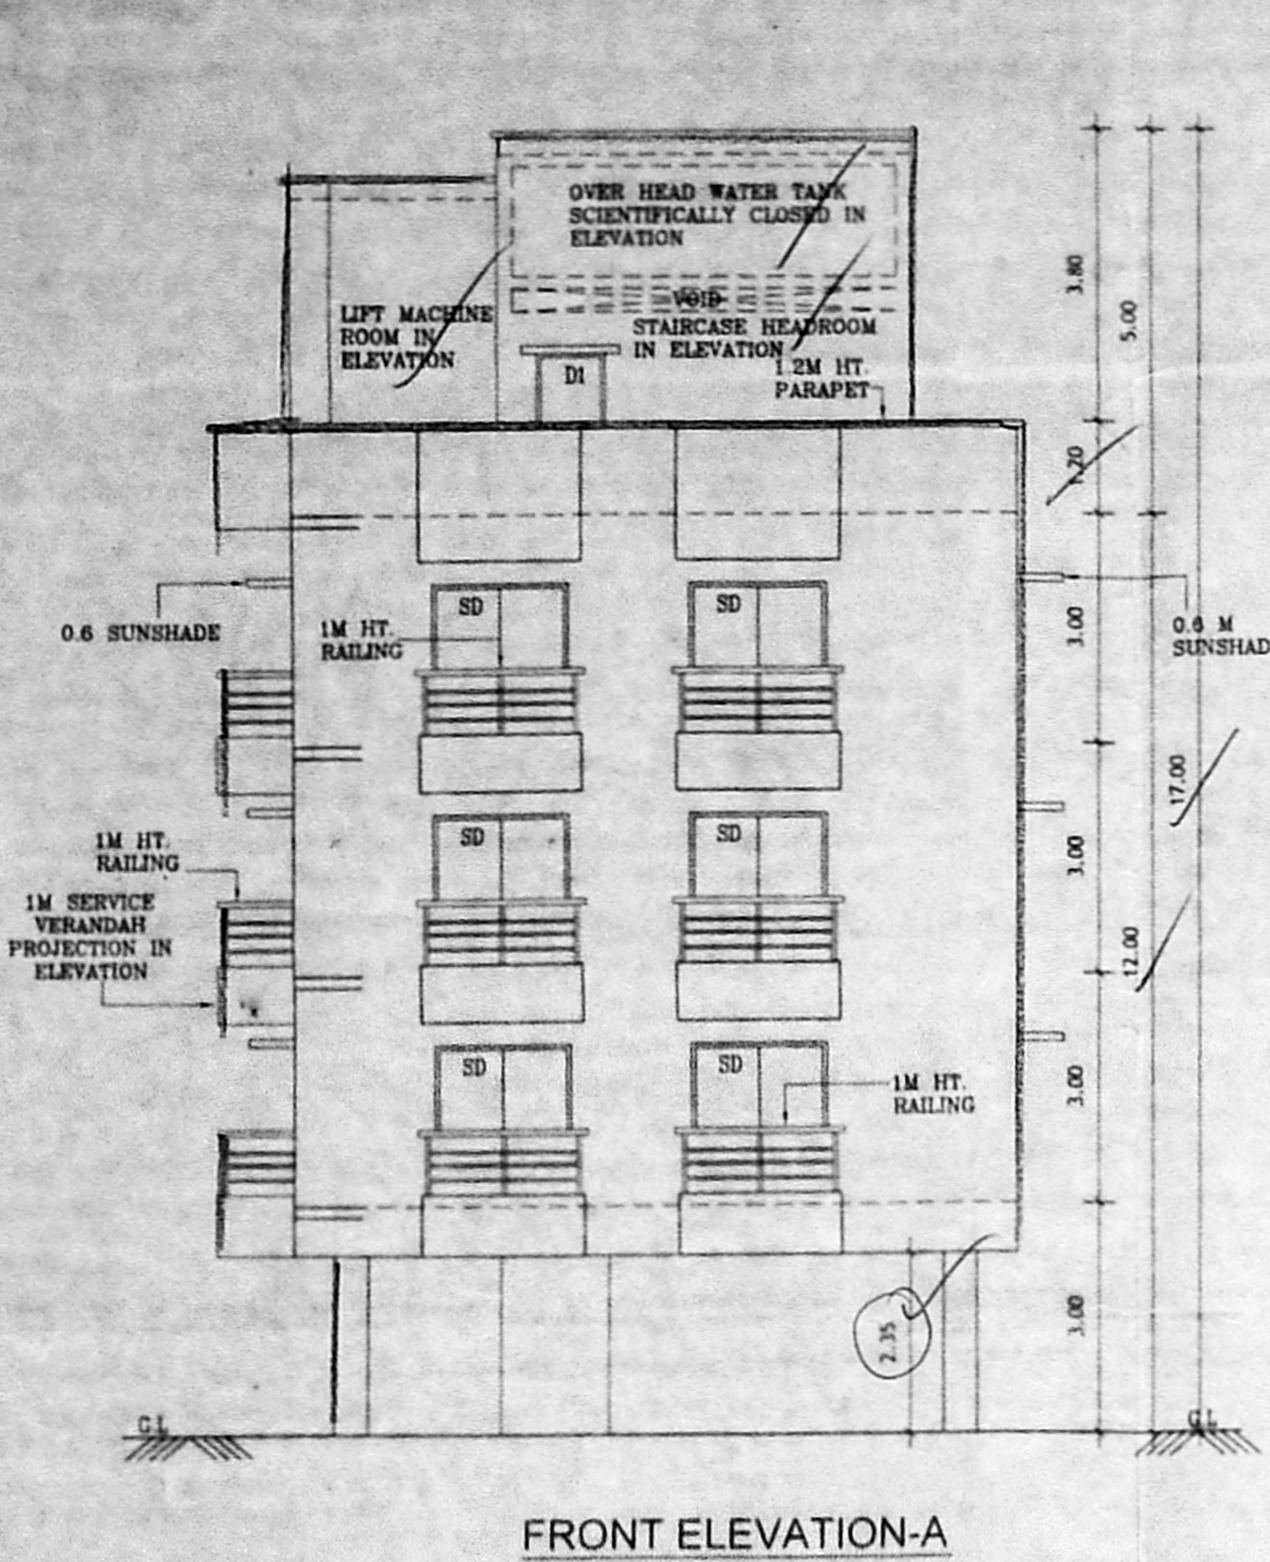 OVER HEAD WATER TANK
SCIENTIFICALLY CLOSED IN
ELEVATION
VOID
LIFT MACHINE
ROOM IN
ELEVATION
STAIRCASE HEADROOM
IN ELEVATION
D1
1.2M HT.
PARAPET
3.80
5.00
1.20
0.6 SUNSHADE
1M HT.
RAILING
SD
SD
3.00
0.6 M
SUNSHAD
17.00
1M HT.
RAILING
SD
SD
3.00
1M SERVICE
VERANDAH
PROJECTION IN
ELEVATION
12.00
SD
SD
1M HT.
RAILING
3.00
2.35
3.00
G L
G L
FRONT ELEVATION-A